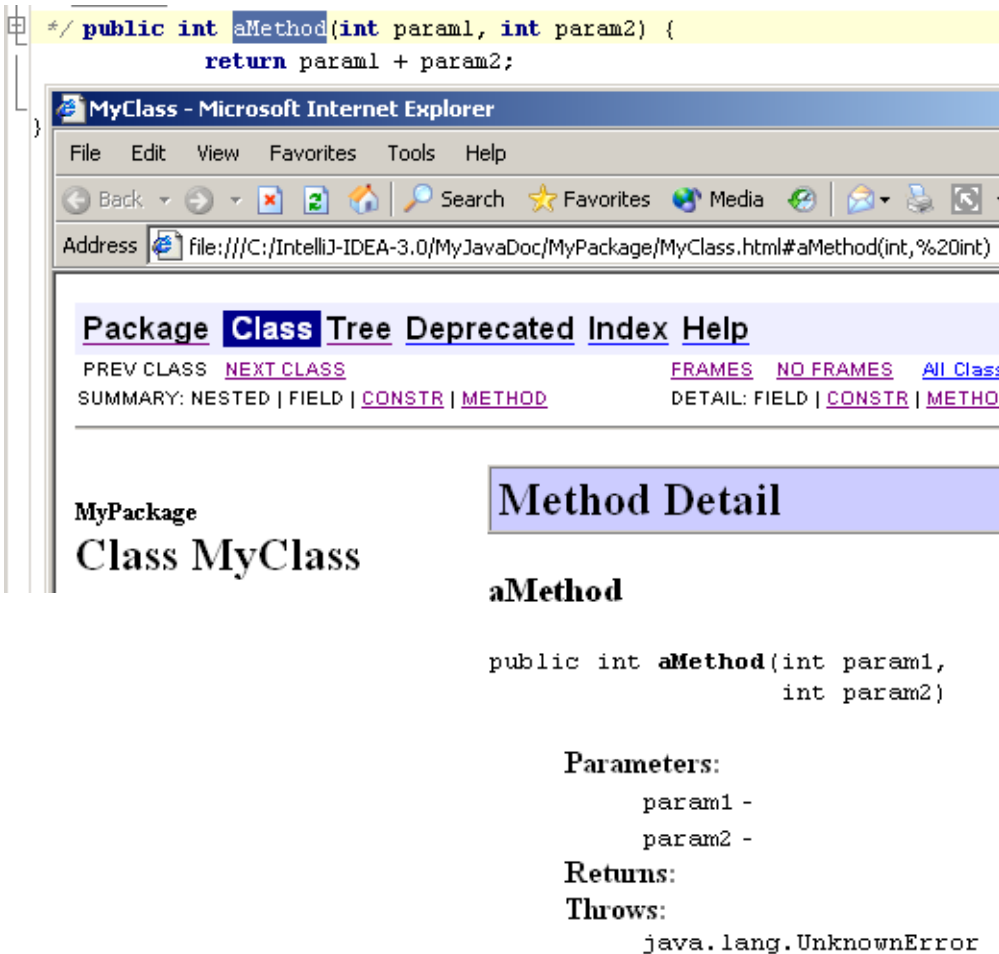 */ public int aMethod(int param1, int param2) {
return param1 + param2;
}
MyClass - Microsoft Internet Explorer
File Edit View Favorites Tools Help
Back Search Favorites Media
Address file:///C:/IntelliJ-IDEA-3.0/MyJavaDoc/MyPackage/MyClass.html#aMethod(int,%20int)
Package Class Tree Deprecated Index Help
PREV CLASS NEXT CLASS FRAMES NO FRAMES All Class
SUMMARY: NESTED | FIELD | CONSTR | METHOD DETAIL: FIELD | CONSTR | METHO
MyPackage
Class MyClass
Method Detail
aMethod
public int aMethod(int param1,
int param2)
Parameters:
param1 -
param2 -
Returns:
Throws:
java.lang.UnknownError